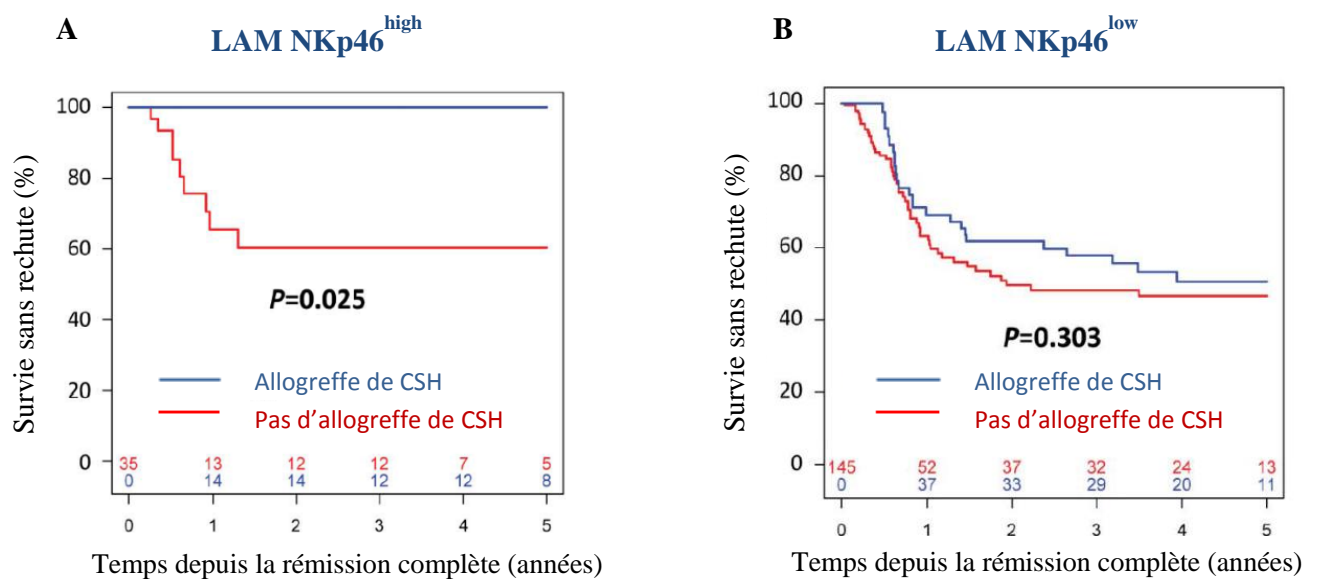 A
LAM NKp46high
Survie sans rechute (%)
100
80
60
40
20
0
P=0.025
Allogreffe de CSH
Pas d'allogreffe de CSH
35 13 12 12 7 5
0 14 14 12 12 8
0 1 2 3 4 5
Temps depuis la rémission complète (années)
B
LAM NKp46low
Survie sans rechute (%)
100
80
60
40
20
0
P=0.303
Allogreffe de CSH
Pas d'allogreffe de CSH
145 52 37 32 24 13
0 37 33 29 20 11
0 1 2 3 4 5
Temps depuis la rémission complète (années)